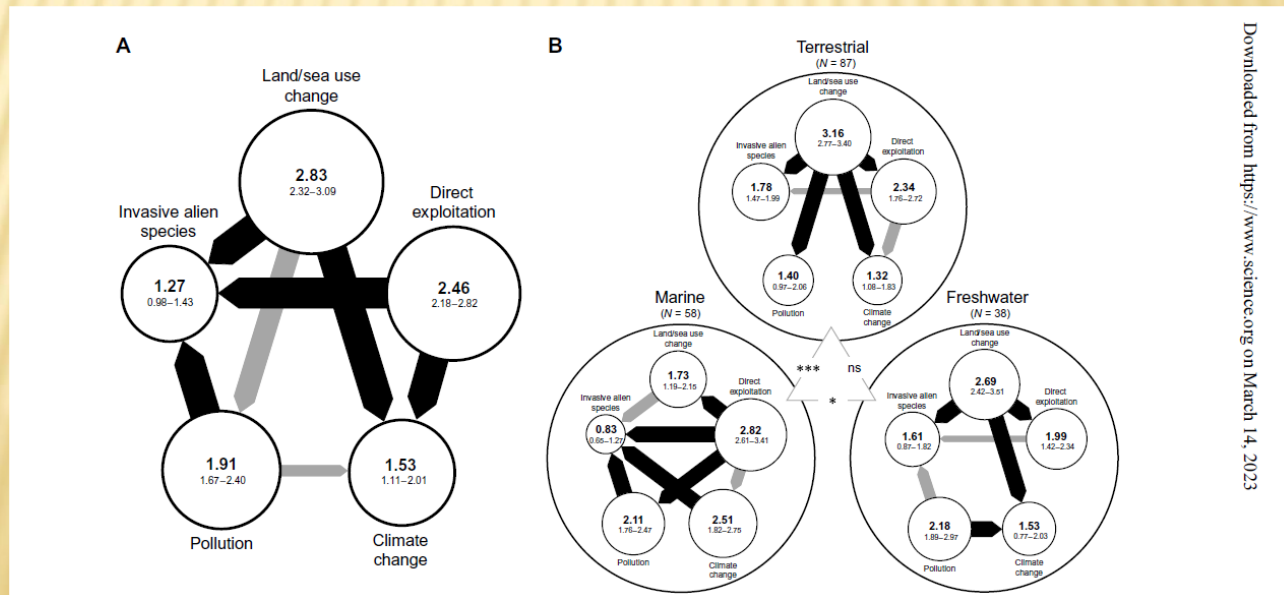 A
Land/sea use
change
2.83
2.32–3.09
Direct
exploitation
2.46
2.18–2.82
Invasive alien
species
1.27
0.98–1.43
1.91
1.67–2.40
Pollution
1.53
1.11–2.01
Climate
change
B
Terrestrial
(N = 87)
Land/sea use
change
3.16
2.77–3.40
Invasive alien
species
1.78
1.47–1.99
Direct
exploitation
2.34
1.76–2.72
1.40
0.97–2.06
Pollution
1.32
1.08–1.83
Climate
change
Marine
(N = 58)
Land/sea use
change
1.73
1.19–2.15
Invasive alien
species
0.83
0.65–1.27
Direct
exploitation
2.82
2.61–3.41
2.11
1.76–2.47
Pollution
2.51
1.82–2.75
Climate
change
*** ns
*
Freshwater
(N = 38)
Land/sea use
change
2.69
2.42–3.51
Invasive alien
species
1.61
0.87–1.82
Direct
exploitation
1.99
1.42–2.34
2.18
1.89–2.97
Pollution
1.53
0.77–2.03
Climate
change
Downloaded from https://www.science.org on March 14, 2023